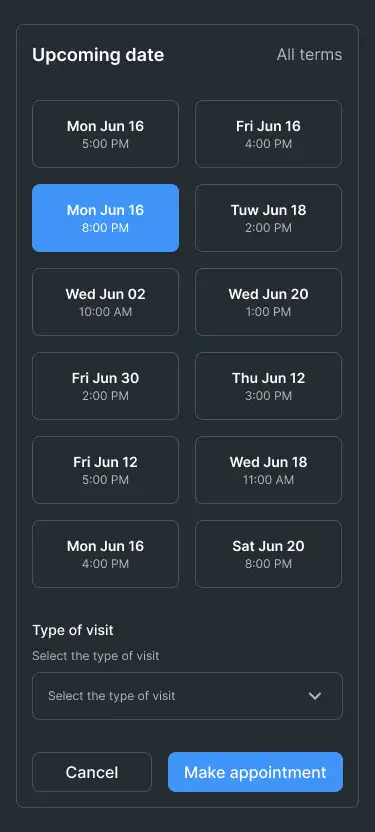 Upcoming date
All terms
Mon Jun 16
5:00 PM
Fri Jun 16
4:00 PM
Mon Jun 16
8:00 PM
Tuw Jun 18
2:00 PM
Wed Jun 02
10:00 AM
Wed Jun 20
1:00 PM
Fri Jun 30
2:00 PM
Thu Jun 12
3:00 PM
Fri Jun 12
5:00 PM
Wed Jun 18
11:00 AM
Mon Jun 16
4:00 PM
Sat Jun 20
8:00 PM
Type of visit
Select the type of visit
Select the type of visit
Cancel
Make appointment